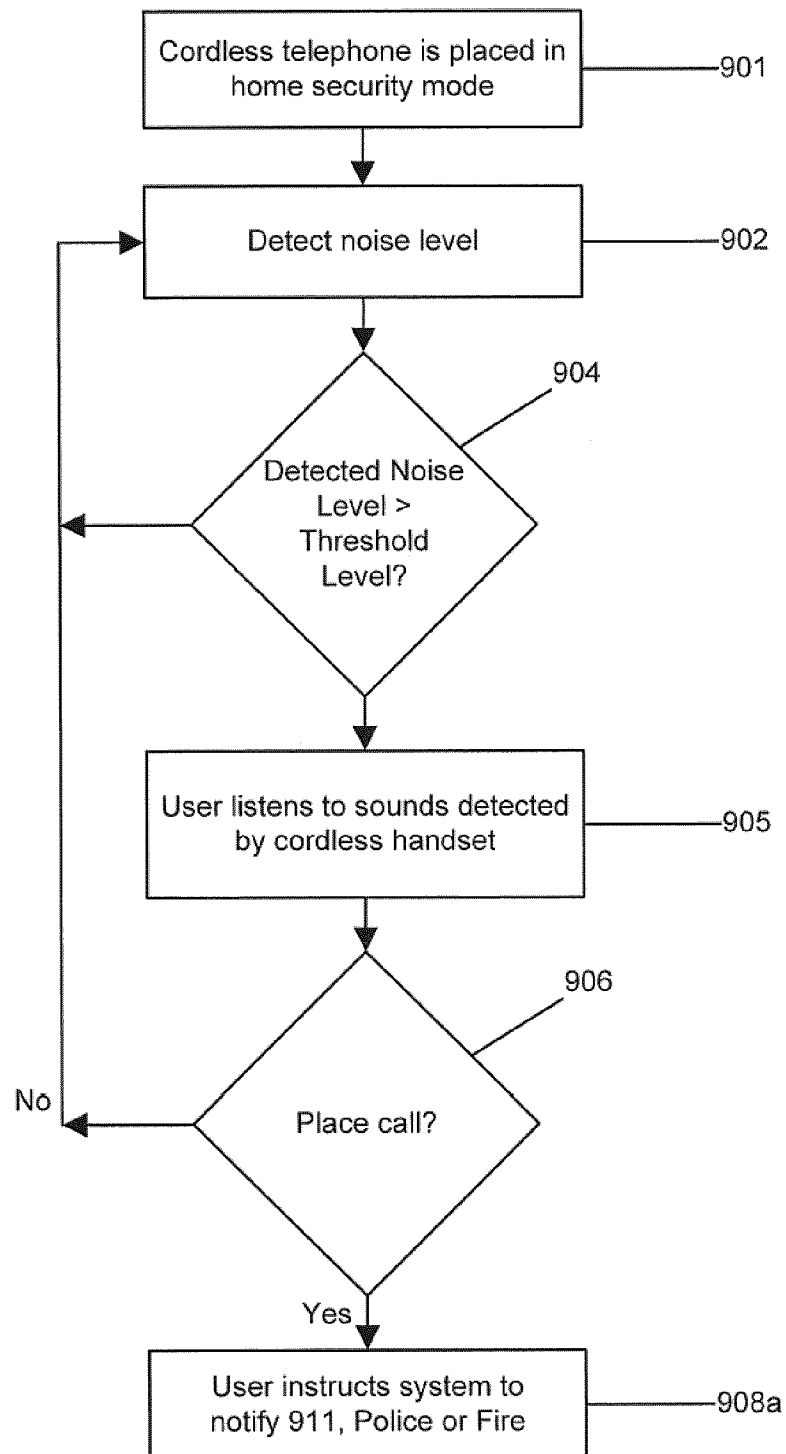 Cordless telephone is placed in
home security mode
901
Detect noise level
902
904
Detected Noise
Level >
Threshold
Level?
User listens to sounds detected
by cordless handset
905
906
Place call?
No
Yes
User instructs system to
notify 911, Police or Fire
908a